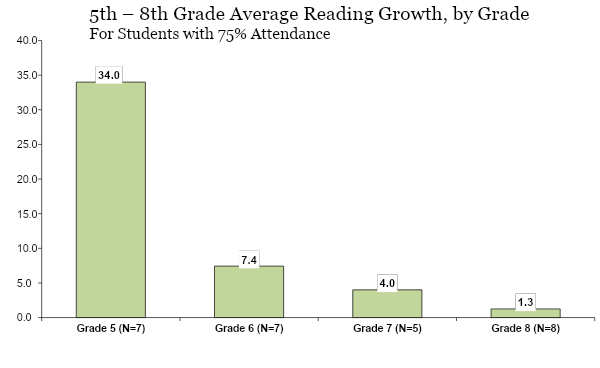 5th – 8th Grade Average Reading Growth, by Grade
For Students with 75% Attendance
40.0
35.0
30.0
25.0
20.0
15.0
10.0
5.0
0.0
34.0
7.4
4.0
1.3
Grade 5 (N=7)
Grade 6 (N=7)
Grade 7 (N=5)
Grade 8 (N=8)